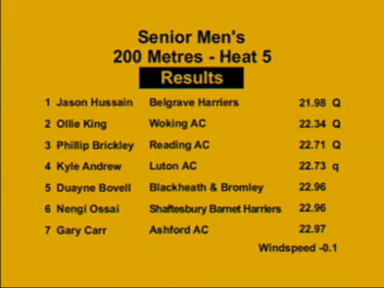 Senior Men's
200 Metres - Heat 5
Results
1 Jason Hussain Belgrave Harriers 21.98 Q
2 Ollie King Woking AC 22.34 Q
3 Phillip Brickley Reading AC 22.71 Q
4 Kyle Andrew Luton AC 22.73 q
5 Duayne Bovell Blackheath & Bromley 22.96
6 Nengi Ossai Shaftesbury Barnet Harriers 22.96
7 Gary Carr Ashford AC 22.97
Windspeed -0.1